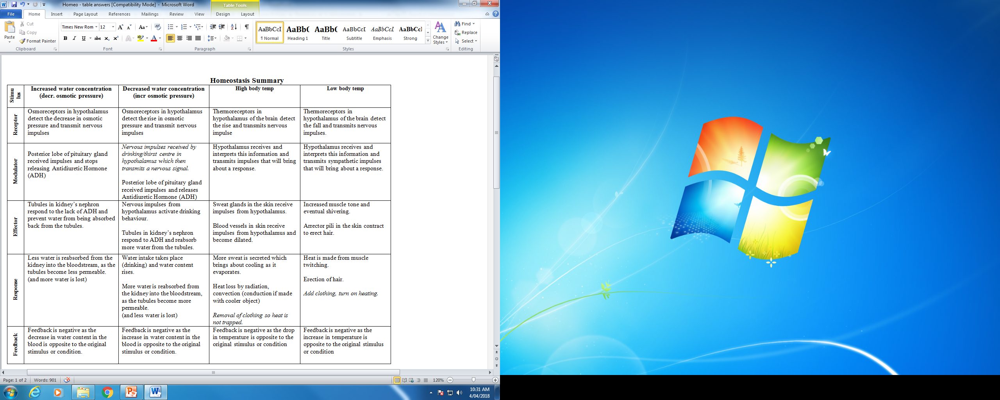 Homeo - table answers [Compatibility Mode] - Microsoft Word
Table Tools
File Home Insert Page Layout References Mailings Review View Design Layout
Paste
Cut
Copy
Format Painter
Clipboard
Times New Rom 12
Font
Paragraph
AaBbCcI AaBbC AaBbC AaBbCcI AaBbCcI AaBbCcI
¶ Normal Heading 1 Title Subtitle Emphasis Strong
Styles
Change
Styles
Find
Replace
Select
Editing
Homeostasis Summary
Stimu
lus
Increased water concentration
(decr. osmotic pressure)
Decreased water concentration
(incr osmotic pressure)
High body temp
Low body temp
Receptor
Osmoreceptors in hypothalamus
detect the decrease in osmotic
pressure and transmit nervous
impulses
Osmoreceptors in hypothalamus
detect the rise in osmotic
pressure and transmit nervous
impulses
Thermoreceptors in
hypothalamus of the brain detect
the rise and transmits nervous
impulse
Thermoreceptors in
hypothalamus of the brain detect
the fall and transmits nervous
impulses.
Modulator
Posterior lobe of pituitary gland
received impulses and stops
releasing Antidiuretic Hormone
(ADH)
Nervous impulses received by
drinking/thirst centre in
hypothalamus which then
transmits a nervous signal.
Posterior lobe of pituitary gland
received impulses and releases
Antidiuretic Hormone (ADH)
Hypothalamus receives and
interprets this information and
transmits impulses that will bring
about a response.
Hypothalamus receives and
interprets this information and
transmits sympathetic impulses
that will bring about a response.
Effector
Tubules in kidney's nephron
respond to the lack of ADH and
prevent water from being absorbed
back from the tubules.
Nervous impulses from
hypothalamus activate drinking
behaviour.
Tubules in kidney's nephron
respond to ADH and reabsorb
more water from the tubules.
Sweat glands in the skin receive
impulses from hypothalamus.
Blood vessels in skin receive
impulses from hypothalamus and
become dilated.
Increased muscle tone and
eventual shivering.
Arrector pili in the skin contract
to erect hair.
Response
Less water is reabsorbed from the
kidney into the bloodstream, as the
tubules become less permeable.
(and more water is lost)
Water intake takes place
(drinking) and water content
rises.
More water is reabsorbed from
the kidney into the bloodstream,
as the tubules become more
permeable.
(and less water is lost)
More sweat is secreted which
brings about cooling as it
evaporates.
Heat loss by radiation,
convection (conduction if made
with cooler object)
Removal of clothing so heat is
not trapped.
Heat is made from muscle
twitching.
Erection of hair.
Add clothing, turn on heating.
Feedback
Feedback is negative as the
decrease in water content in the
blood is opposite to the original
stimulus or condition.
Feedback is negative as the
increase in water content in the
blood is opposite to the original
stimulus or condition.
Feedback is negative as the drop
in temperature is opposite to the
original stimulus or condition
Feedback is negative as the
increase in temperature is
opposite to the original stimulus
or condition
Page: 1 of 2 Words: 901 120%
10:31 AM
4/04/2018